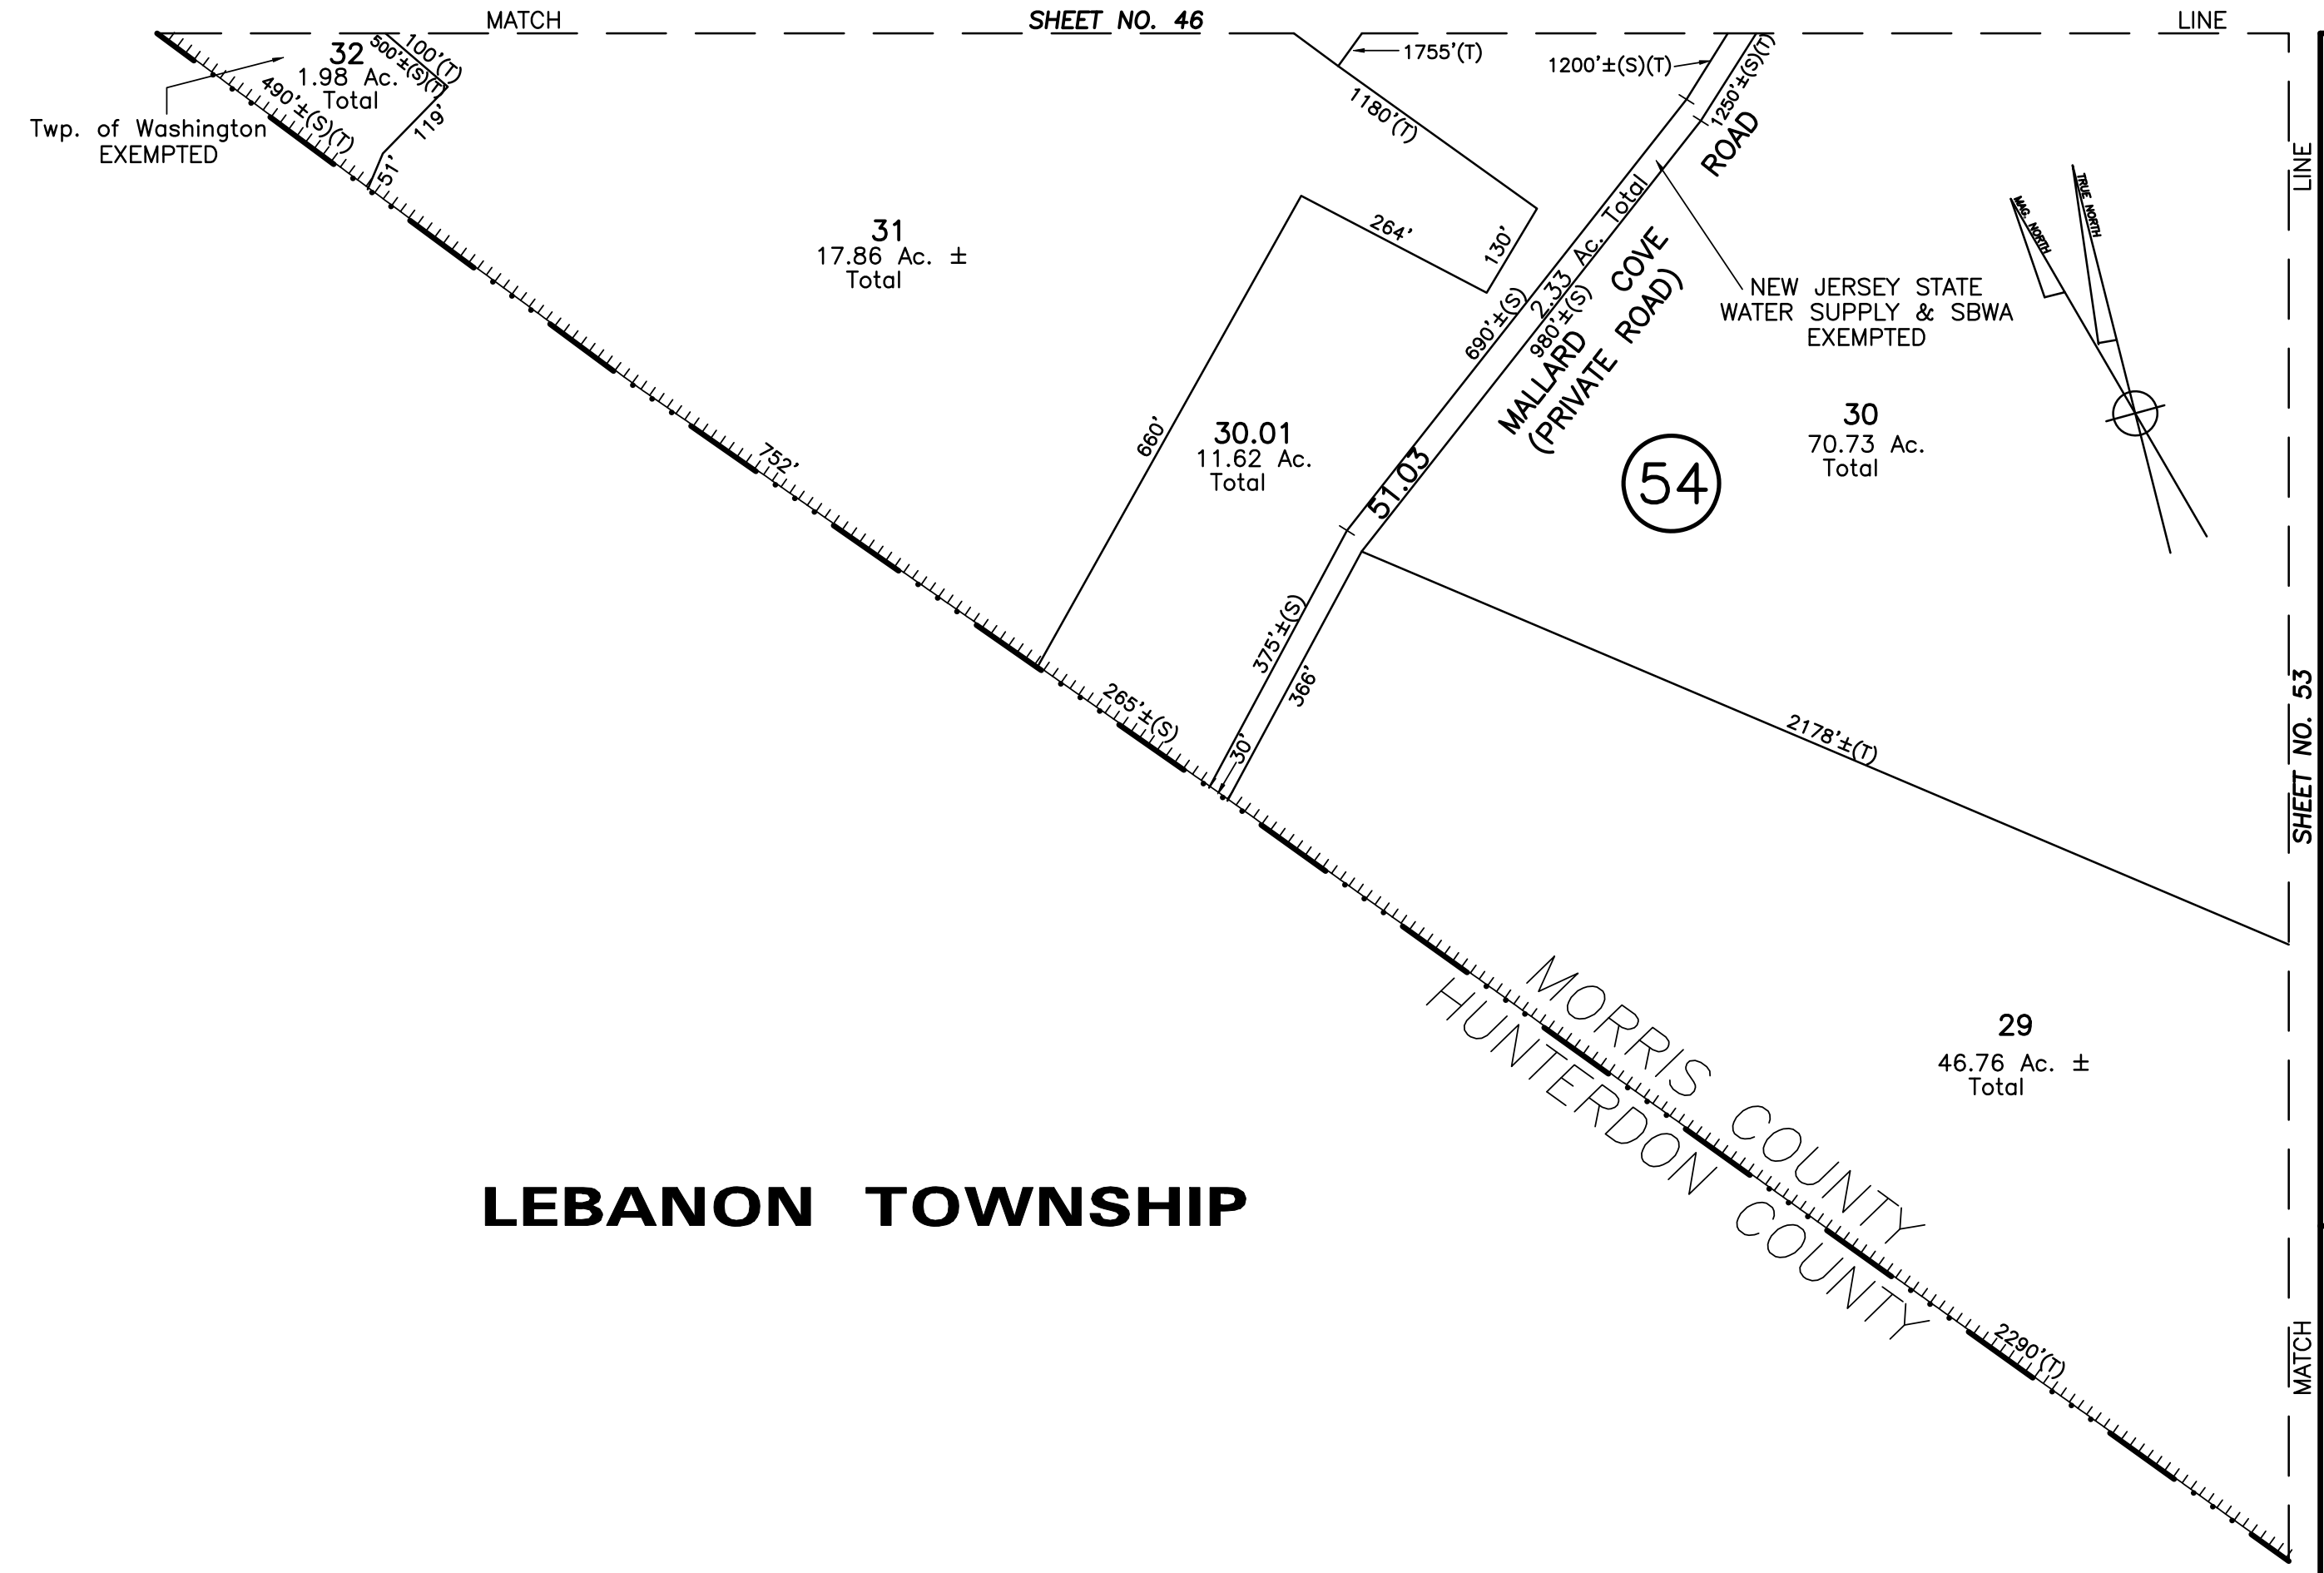 MATCH
SHEET NO. 46
LINE
32
1.98 Ac.
Total
100'(T)
500'±(S)(T)
490'±(S)(T)
119'
51'
Twp. of Washington
EXEMPTED
1755'(T)
1200'±(S)(T)
1250'±(S)(T)
1180'(T)
LINE
31
17.86 Ac. ±
Total
264'
130'
ROAD
COVE
MALLARD
(PRIVATE ROAD)
2.33 Ac. Total
690'±(S)
980'±(S)
MAG. NORTH
TRUE NORTH
NEW JERSEY STATE
WATER SUPPLY & SBWA
EXEMPTED
660'
752'
30.01
11.62 Ac.
Total
51.03
54
30
70.73 Ac.
Total
375'±(S)
366'
265'±(S)
30'
2178'±(T)
SHEET NO. 53
MORRIS COUNTY
HUNTERDON COUNTY
29
46.76 Ac. ±
Total
LEBANON TOWNSHIP
2290'(T)
MATCH